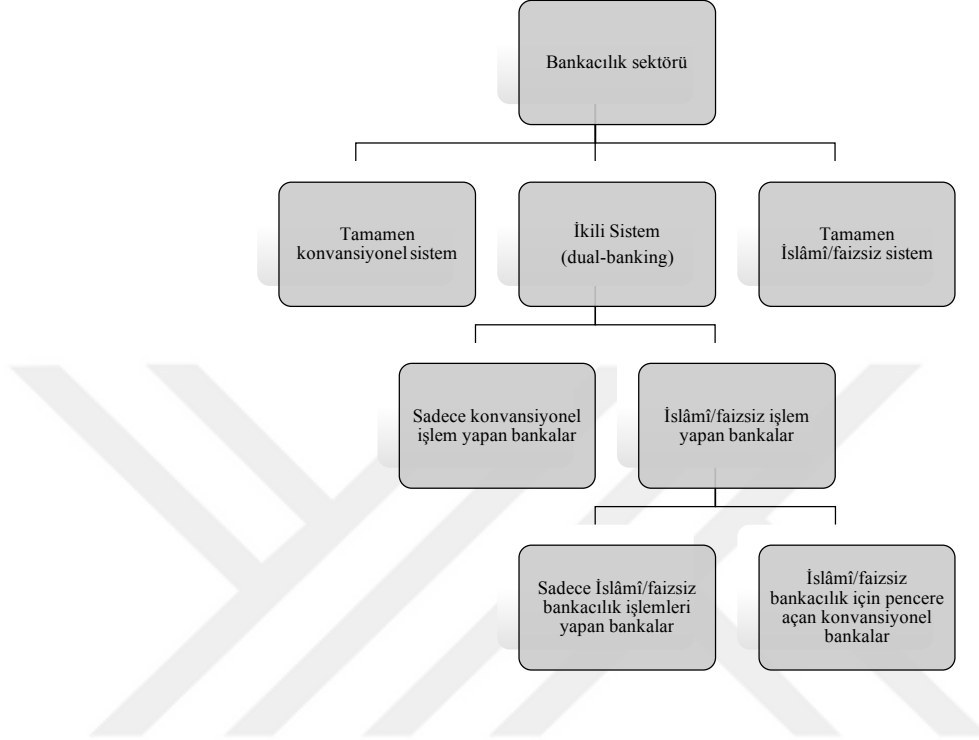 Bankacılık sektörü
Tamamen
konvansiyonel sistem
İkili Sistem
(dual-banking)
Tamamen
İslâmî/faizsiz sistem
Sadece konvansiyonel
işlem yapan bankalar
İslâmî/faizsiz işlem
yapan bankalar
Sadece İslâmî/faizsiz
bankacılık işlemleri
yapan bankalar
İslâmî/faizsiz
bankacılık için pencere
açan konvansiyonel
bankalar